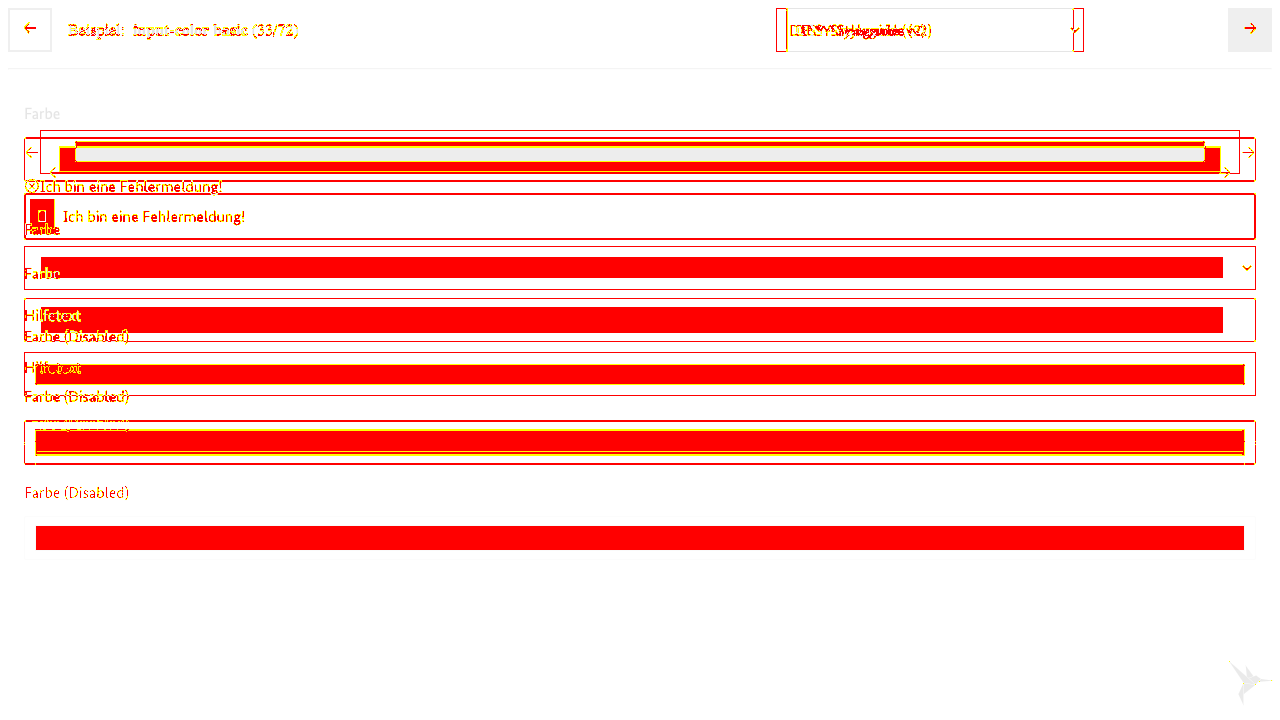 Beispiel: input-color basic (33/72)
Farbe
Ich bin eine Fehlermeldung!
Ich bin eine Fehlermeldung!
Farbe
Farbe
Hilfetext
Farbe (Disabled)
Hilfetext
Farbe (Disabled)
Farbe (Disabled)